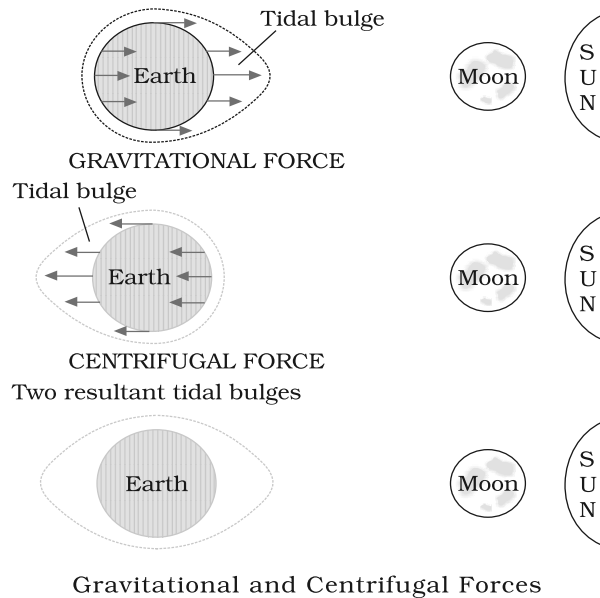 Tidal bulge
Earth
Moon
S
U
N
GRAVITATIONAL FORCE
Tidal bulge
Earth
Moon
S
U
N
CENTRIFUGAL FORCE
Two resultant tidal bulges
Earth
Moon
S
U
N
Gravitational and Centrifugal Forces